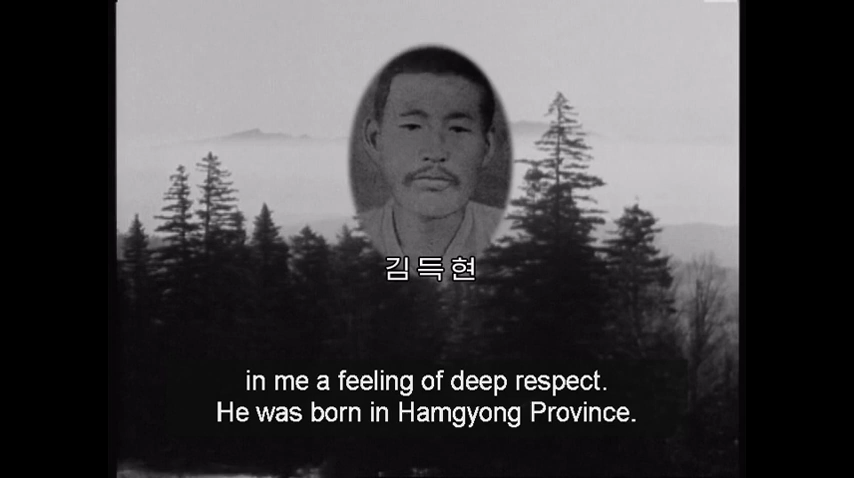 김득현
in me a feeling of deep respect.
He was born in Hamgyong Province.